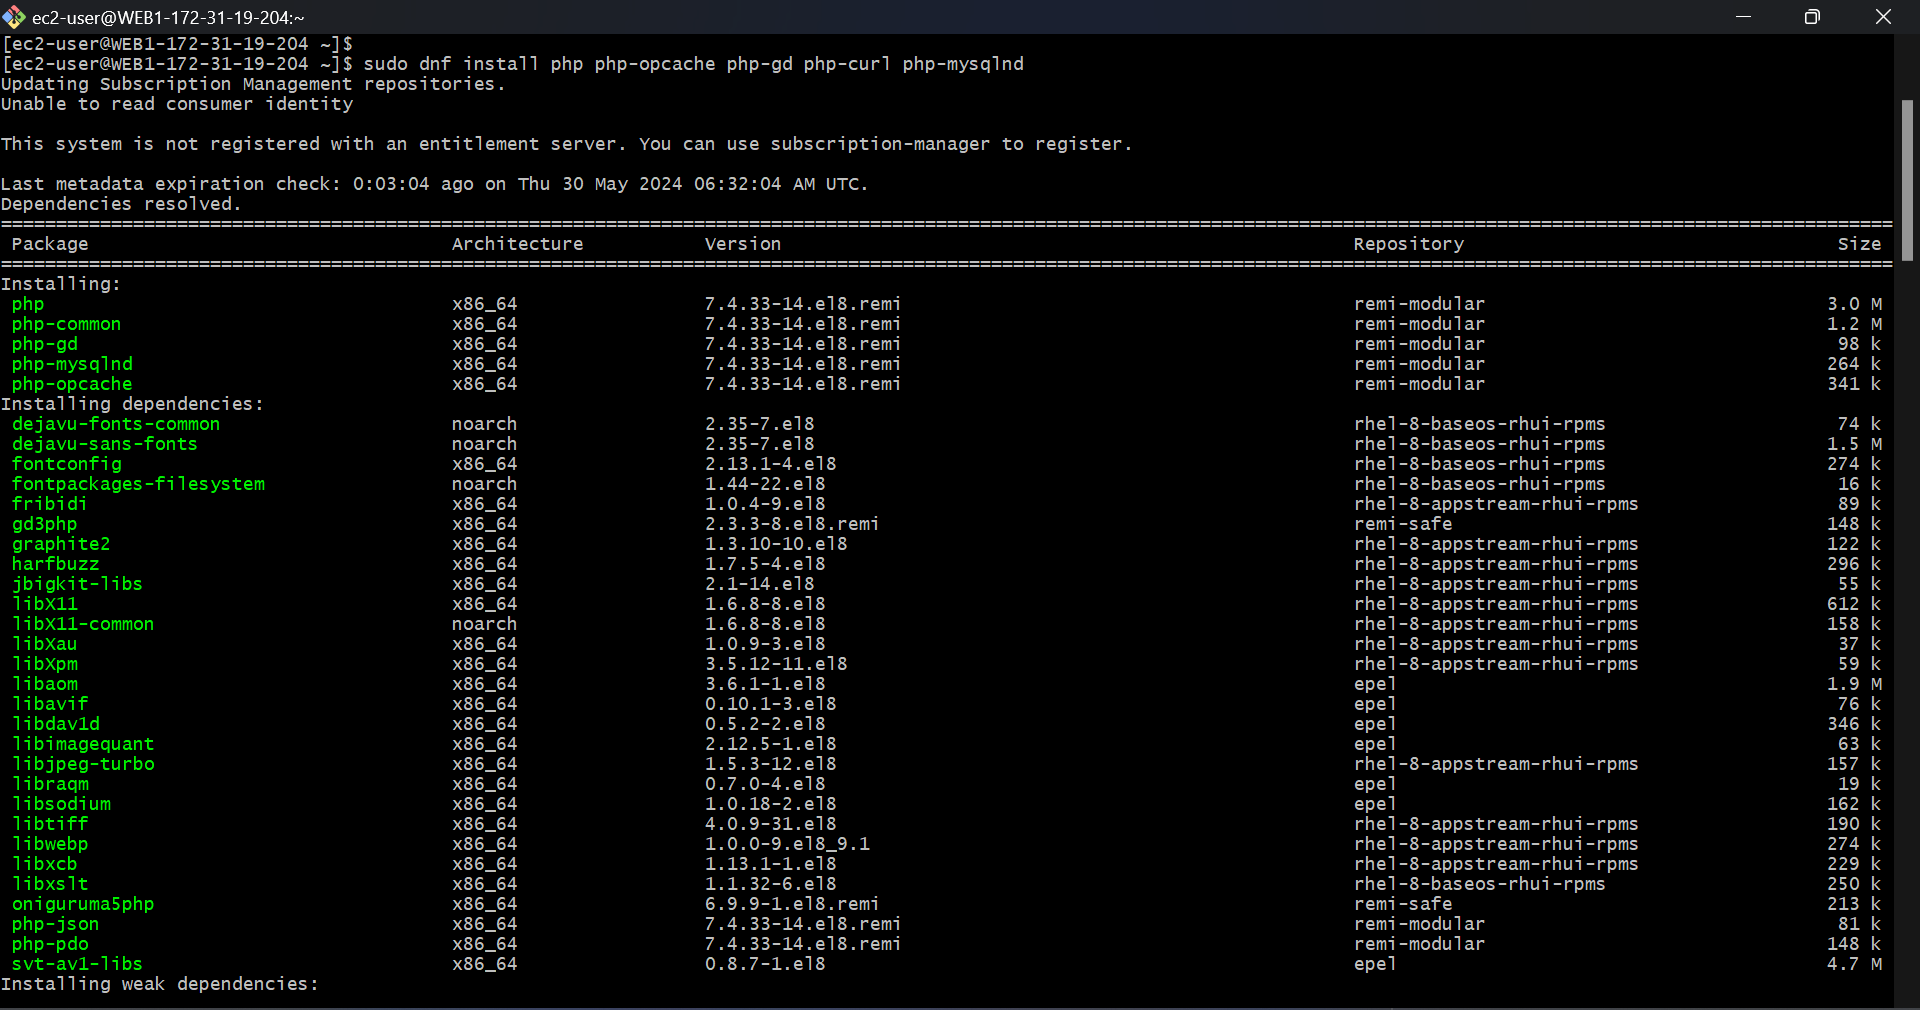 ec2-user@WEB1-172-31-19-204:~
[ec2-user@WEB1-172-31-19-204 ~]$
[ec2-user@WEB1-172-31-19-204 ~]$ sudo dnf install php php-opcache php-gd php-curl php-mysqlnd
Updating Subscription Management repositories.
Unable to read consumer identity
This system is not registered with an entitlement server. You can use subscription-manager to register.
Last metadata expiration check: 0:03:04 ago on Thu 30 May 2024 06:32:04 AM UTC.
Dependencies resolved.
Package Architecture Version Repository Size
Installing:
php x86_64 7.4.33-14.el8.remi remi-modular 3.0 M
php-common x86_64 7.4.33-14.el8.remi remi-modular 1.2 M
php-gd x86_64 7.4.33-14.el8.remi remi-modular 98 k
php-mysqlnd x86_64 7.4.33-14.el8.remi remi-modular 264 k
php-opcache x86_64 7.4.33-14.el8.remi remi-modular 341 k
Installing dependencies:
dejavu-fonts-common noarch 2.35-7.el8 rhel-8-baseos-rhui-rpms 74 k
dejavu-sans-fonts noarch 2.35-7.el8 rhel-8-baseos-rhui-rpms 1.5 M
fontconfig x86_64 2.13.1-4.el8 rhel-8-baseos-rhui-rpms 274 k
fontpackages-filesystem noarch 1.44-22.el8 rhel-8-baseos-rhui-rpms 16 k
fribidi x86_64 1.0.4-9.el8 rhel-8-appstream-rhui-rpms 89 k
gd3php x86_64 2.3.3-8.el8.remi remi-safe 148 k
graphite2 x86_64 1.3.10-10.el8 rhel-8-appstream-rhui-rpms 122 k
harfbuzz x86_64 1.7.5-4.el8 rhel-8-appstream-rhui-rpms 296 k
jbigkit-libs x86_64 2.1-14.el8 rhel-8-appstream-rhui-rpms 55 k
libX11 x86_64 1.6.8-8.el8 rhel-8-appstream-rhui-rpms 612 k
libX11-common noarch 1.6.8-8.el8 rhel-8-appstream-rhui-rpms 158 k
libXau x86_64 1.0.9-3.el8 rhel-8-appstream-rhui-rpms 37 k
libXpm x86_64 3.5.12-11.el8 rhel-8-appstream-rhui-rpms 59 k
libaom x86_64 3.6.1-1.el8 epel 1.9 M
libavif x86_64 0.10.1-3.el8 epel 76 k
libdav1d x86_64 0.5.2-2.el8 epel 346 k
libimagequant x86_64 2.12.5-1.el8 epel 63 k
libjpeg-turbo x86_64 1.5.3-12.el8 rhel-8-appstream-rhui-rpms 157 k
libraqm x86_64 0.7.0-4.el8 epel 19 k
libsodium x86_64 1.0.18-2.el8 epel 162 k
libtiff x86_64 4.0.9-31.el8 rhel-8-appstream-rhui-rpms 190 k
libwebp x86_64 1.0.0-9.el8_9.1 rhel-8-appstream-rhui-rpms 274 k
libxcb x86_64 1.13.1-1.el8 rhel-8-appstream-rhui-rpms 229 k
libxslt x86_64 1.1.32-6.el8 rhel-8-baseos-rhui-rpms 250 k
oniguruma5php x86_64 6.9.9-1.el8.remi remi-safe 213 k
php-json x86_64 7.4.33-14.el8.remi remi-modular 81 k
php-pdo x86_64 7.4.33-14.el8.remi remi-modular 148 k
svt-av1-libs x86_64 0.8.7-1.el8 epel 4.7 M
Installing weak dependencies: